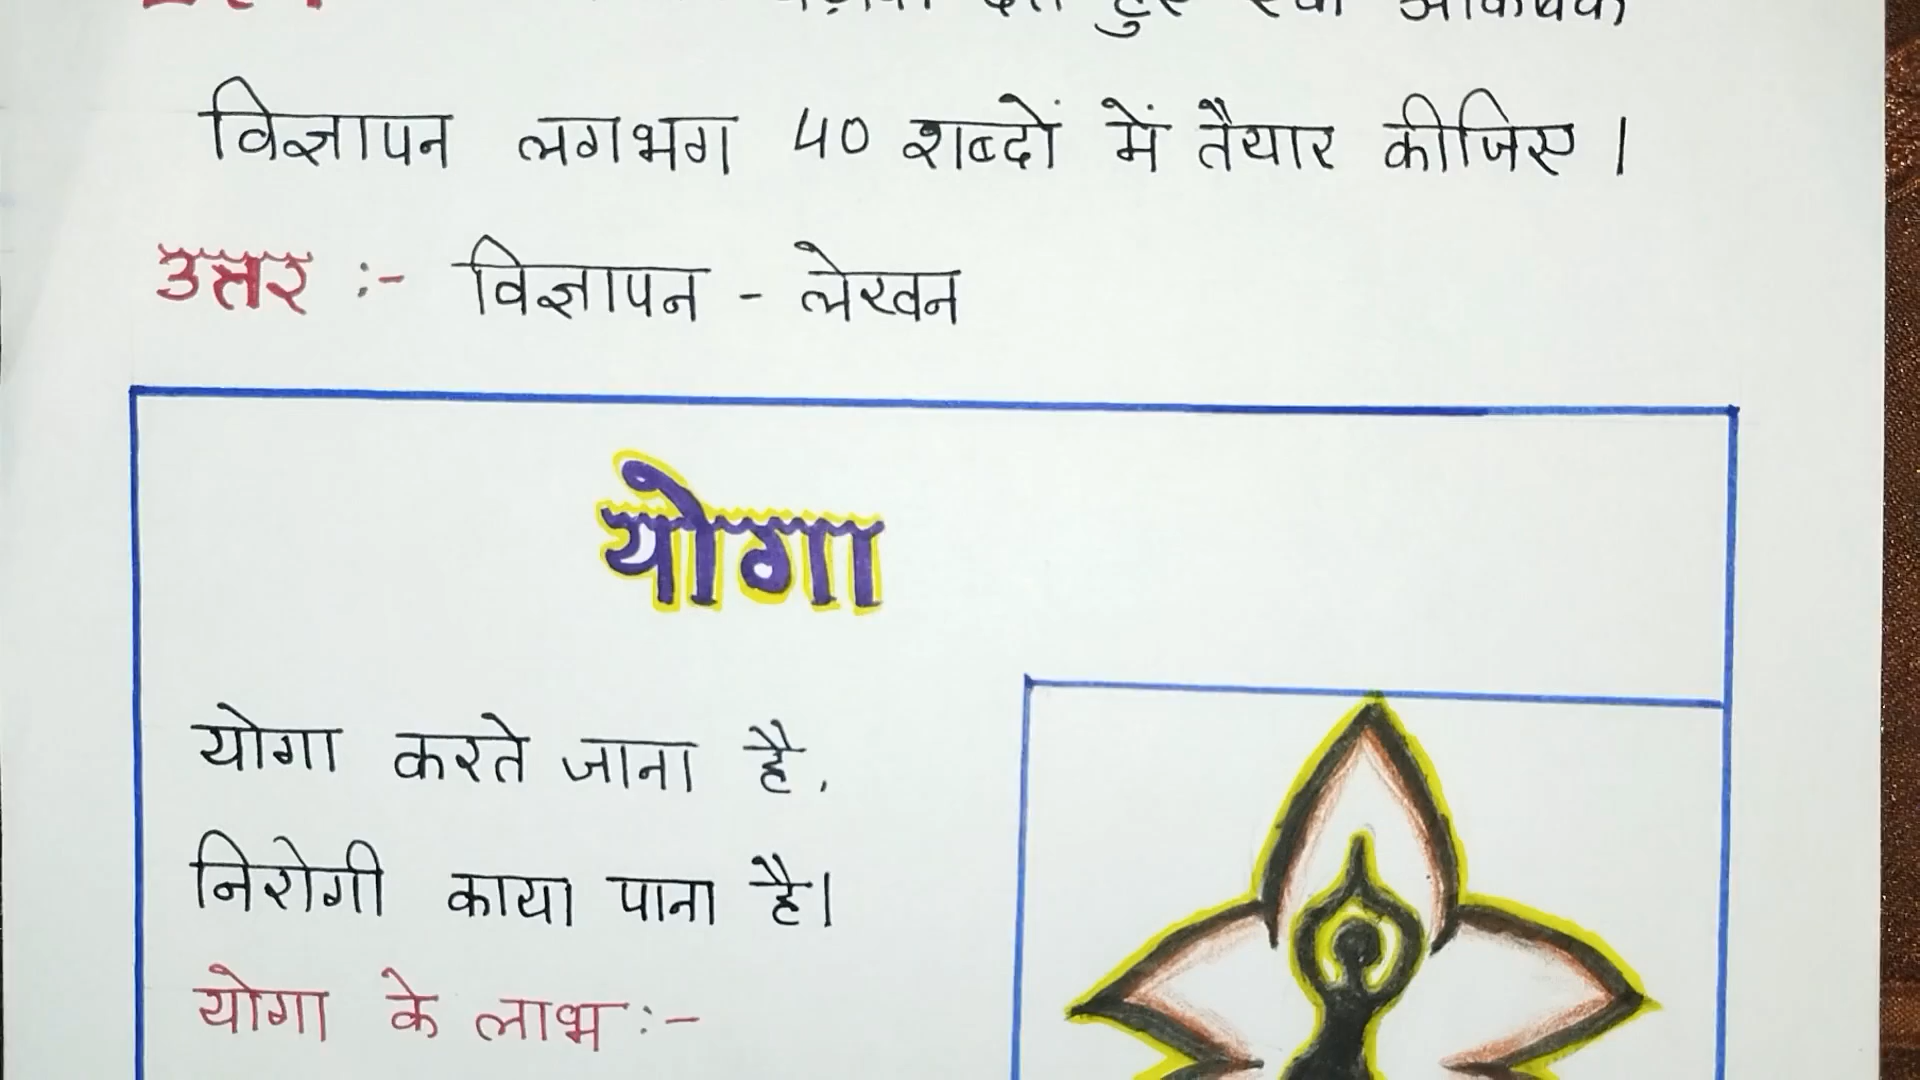 विज्ञापन लगभग 40 शब्दों में तैयार कीजिए ।
उत्तर :- विज्ञापन - लेखन
योगा
योगा करते जाना है,
निरोगी काया पाना है।
योगा के लाभ :-